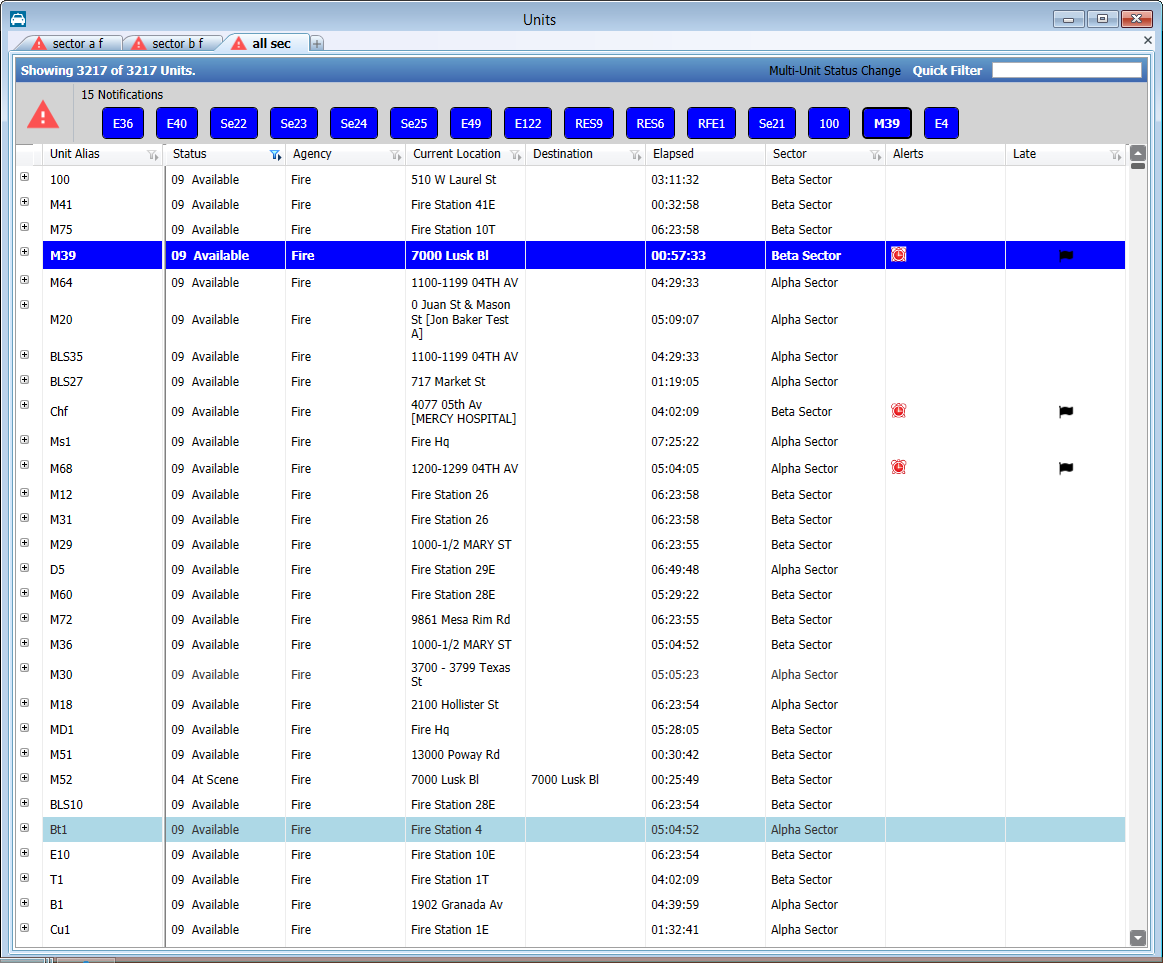 Units
sector a f sector b f all sec
Showing 3217 of 3217 Units. Multi-Unit Status Change Quick Filter
15 Notifications
E36 E40 Se22 Se23 Se24 Se25 E49 E122 RES9 RES6 RFE1 Se21 100 M39 E4
Unit Alias Status Agency Current Location Destination Elapsed Sector Alerts Late
100 09 Available Fire 510 W Laurel St 03:11:32 Beta Sector
M41 09 Available Fire Fire Station 41E 00:32:58 Beta Sector
M75 09 Available Fire Fire Station 10T 06:23:58 Beta Sector
M39 09 Available Fire 7000 Lusk Bl 00:57:33 Beta Sector
M64 09 Available Fire 1100-1199 04TH AV 04:29:33 Alpha Sector
0 Juan St & Mason
M20 09 Available Fire St [Jon Baker Test 05:09:07 Alpha Sector
A]
BLS35 09 Available Fire 1100-1199 04TH AV 04:29:33 Alpha Sector
BLS27 09 Available Fire 717 Market St 01:19:05 Alpha Sector
Chf 09 Available Fire 4077 05th Av 04:02:09 Beta Sector
[MERCY HOSPITAL]
Ms1 09 Available Fire Fire Hq 07:25:22 Alpha Sector
M68 09 Available Fire 1200-1299 04TH AV 05:04:05 Alpha Sector
M12 09 Available Fire Fire Station 26 06:23:58 Beta Sector
M31 09 Available Fire Fire Station 26 06:23:58 Beta Sector
M29 09 Available Fire 1000-1/2 MARY ST 06:23:55 Beta Sector
D5 09 Available Fire Fire Station 29E 06:49:48 Alpha Sector
M60 09 Available Fire Fire Station 28E 05:29:22 Beta Sector
M72 09 Available Fire 9861 Mesa Rim Rd 06:23:55 Beta Sector
M36 09 Available Fire 1000-1/2 MARY ST 05:04:52 Beta Sector
M30 09 Available Fire 3700 - 3799 Texas 05:05:23 Alpha Sector
St
M18 09 Available Fire 2100 Hollister St 06:23:54 Alpha Sector
MD1 09 Available Fire Fire Hq 05:28:05 Beta Sector
M51 09 Available Fire 13000 Poway Rd 00:30:42 Beta Sector
M52 04 At Scene Fire 7000 Lusk Bl 7000 Lusk Bl 00:25:49 Beta Sector
BLS10 09 Available Fire Fire Station 28E 06:23:54 Beta Sector
Bt1 09 Available Fire Fire Station 4 05:04:52 Alpha Sector
E10 09 Available Fire Fire Station 10E 06:23:54 Beta Sector
T1 09 Available Fire Fire Station 1T 04:02:09 Beta Sector
B1 09 Available Fire 1902 Granada Av 04:39:59 Alpha Sector
Cu1 09 Available Fire Fire Station 1E 01:32:41 Alpha Sector